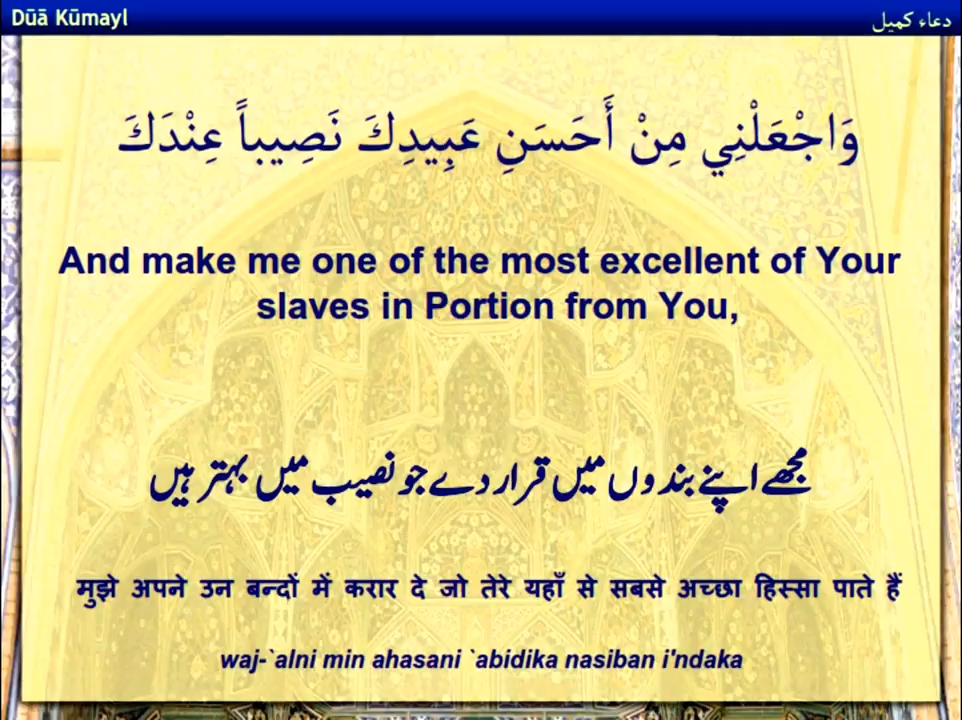 Dūā Kūmayl
دعاء كميل
وَاجْعَلْنِي مِنْ أَحَسَنِ عَبِيدِكَ نَصِيباً عِنْدَكَ
And make me one of the most excellent of Your
slaves in Portion from You,
مجھے اپنے بندوں میں قرار دے جو نصیب میں بہتر ہیں
मुझे अपने उन बन्दों में करार दे जो तेरे यहाँ से सबसे अच्छा हिस्सा पाते हैं
waj-`alni min ahasani `abidika nasiban i'ndaka